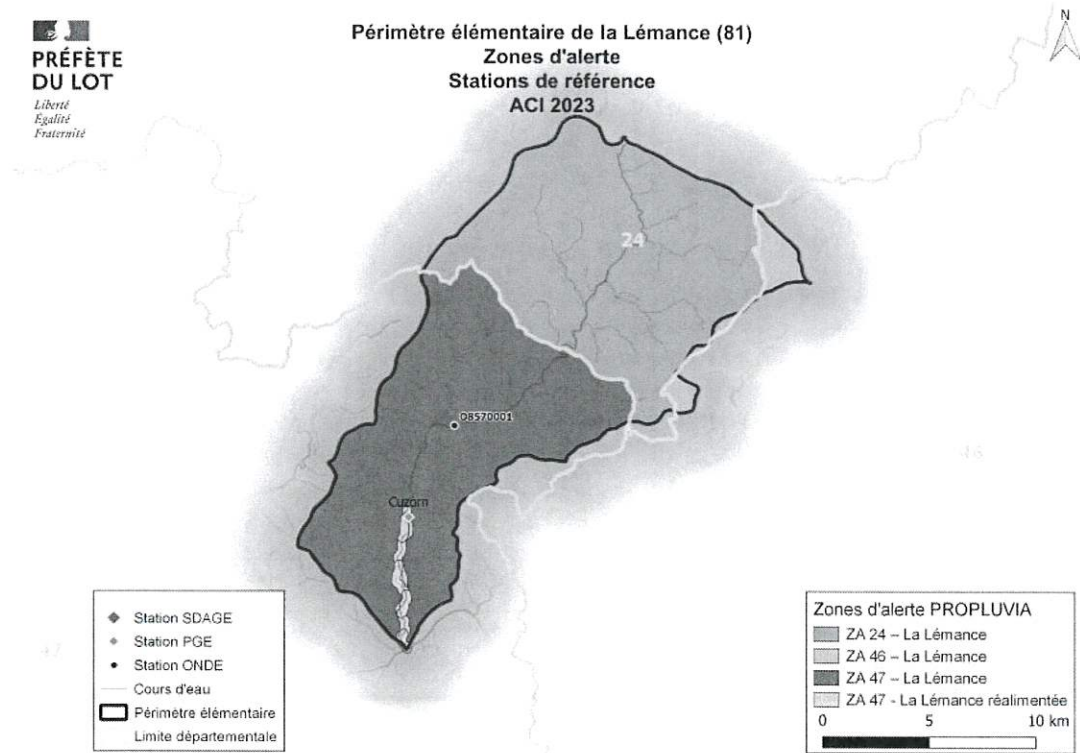 PRÉFÈTE
DU LOT
Liberté
Égalité
Fraternité
Périmètre élémentaire de la Lémance (81)
Zones d'alerte
Stations de référence
ACI 2023
N
24
08570001
Cuzorn
46
47
Station SDAGE
Station PGE
Station ONDE
Cours d'eau
Périmètre élémentaire
Limite départementale
Zones d'alerte PROPLUVIA
ZA 24 – La Lémance
ZA 46 – La Lémance
ZA 47 – La Lémance
ZA 47 - La Lémance réalimentée
0 5 10 km